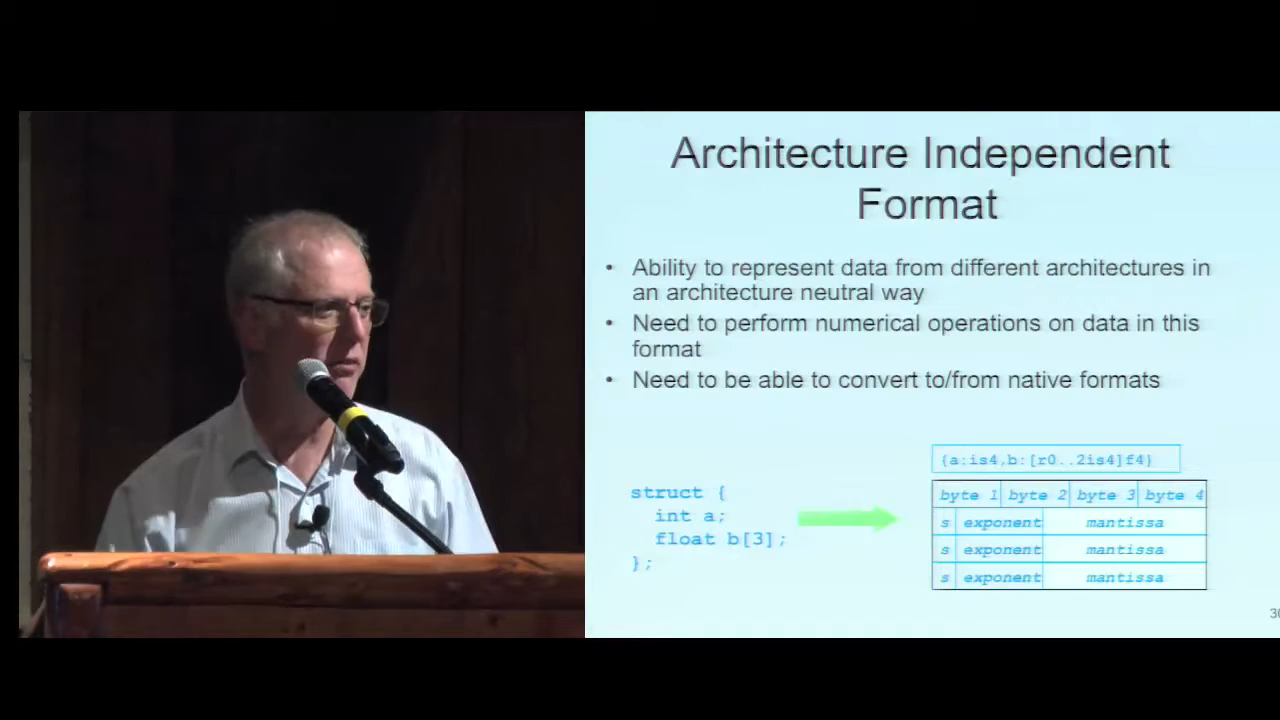 Architecture Independent
Format
• Ability to represent data from different architectures in
an architecture neutral way
• Need to perform numerical operations on data in this
format
• Need to be able to convert to/from native formats
struct {
int a;
float b[3];
};
{a:is4,b:[r0..2is4]f4}
byte 1 byte 2 byte 3 byte 4
s exponent mantissa
s exponent mantissa
s exponent mantissa
30